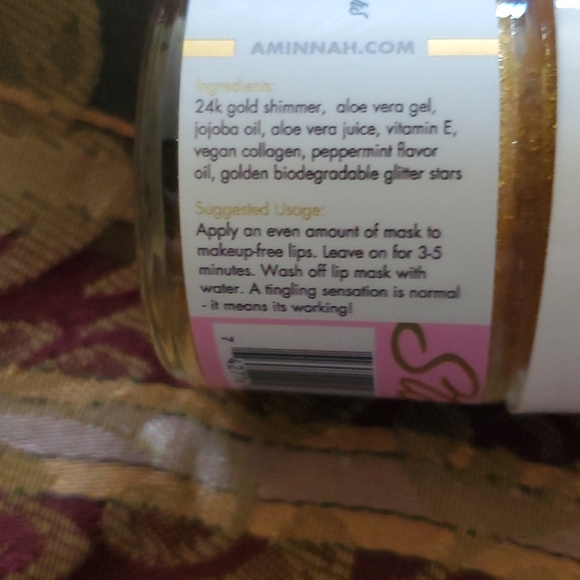 AMINNAH.COM
Ingredients:
24k gold shimmer, aloe vera gel,
jojoba oil, aloe vera juice, vitamin E,
vegan collagen, peppermint flavor
oil, golden biodegradable glitter stars
Suggested Usage:
Apply an even amount of mask to
makeup-free lips. Leave on for 3-5
minutes. Wash off lip mask with
water. A tingling sensation is normal
- it means its working!